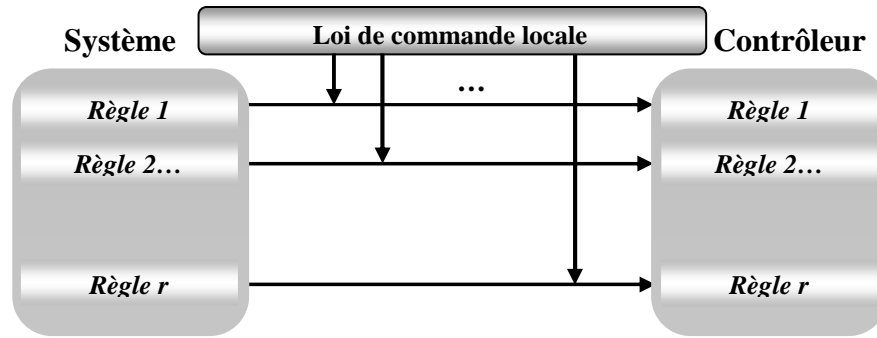 Système
Loi de commande locale
Contrôleur
…
Règle 1
Règle 1
Règle 2…
Règle 2…
Règle r
Règle r